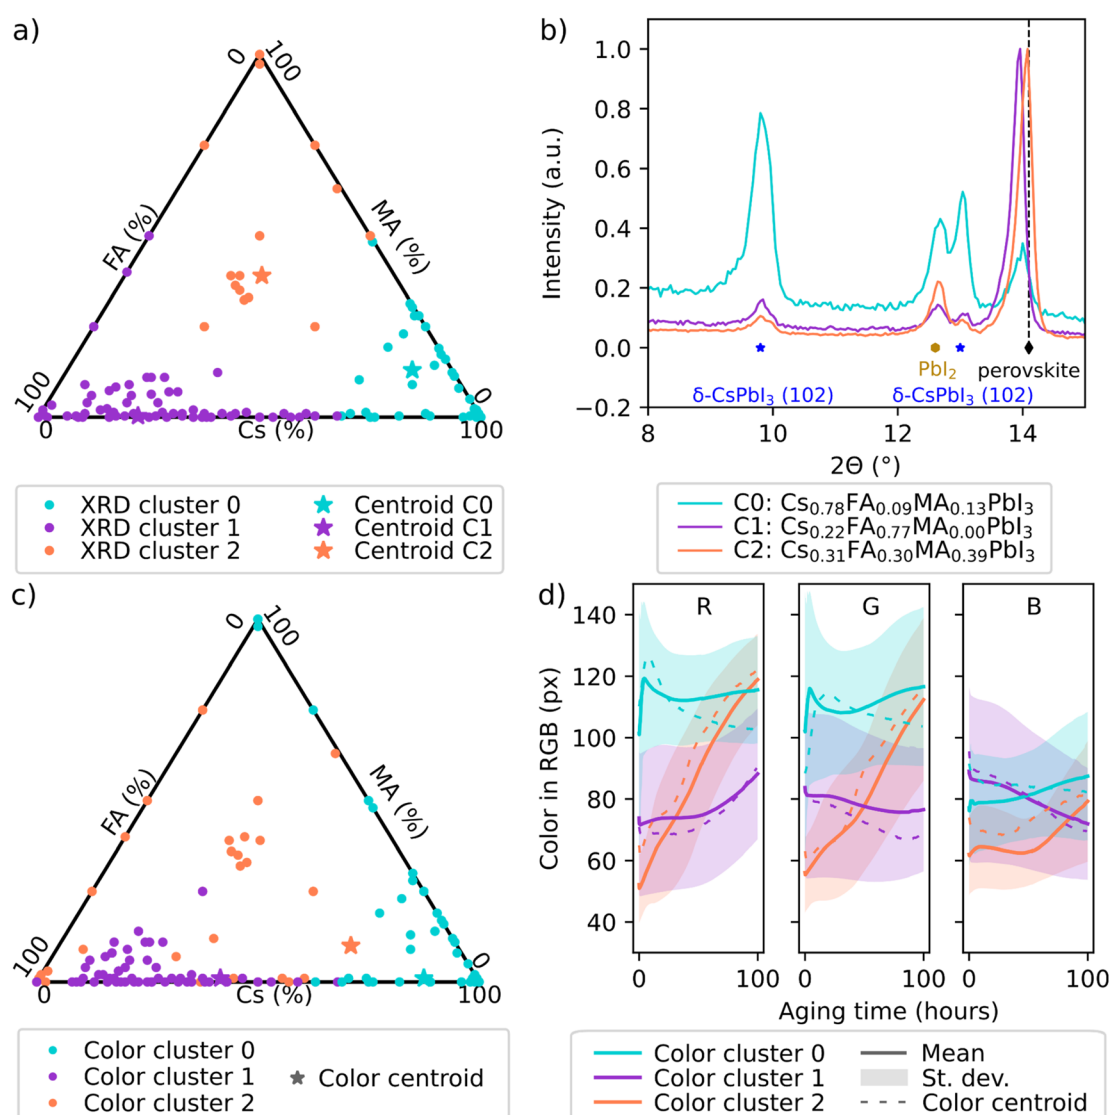 a)
0
100
FA (%)
MA (%)
100
0
0
Cs (%)
100
XRD cluster 0
XRD cluster 1
XRD cluster 2
Centroid C0
Centroid C1
Centroid C2
b)
Intensity (a.u.)
1.0
0.8
0.6
0.4
0.2
0.0
−0.2
PbI₂
perovskite
δ-CsPbI₃ (102)
δ-CsPbI₃ (102)
8
10
12
14
2Θ (°)
C0: Cs₀.₇₈FA₀.₀₉MA₀.₁₃PbI₃
C1: Cs₀.₂₂FA₀.₇₇MA₀.₀₀PbI₃
C2: Cs₀.₃₁FA₀.₃₀MA₀.₃₉PbI₃
c)
0
100
FA (%)
MA (%)
100
0
0
Cs (%)
100
Color cluster 0
Color cluster 1
Color cluster 2
Color centroid
d)
R
G
B
Color in RGB (px)
140
120
100
80
60
40
0
100
0
100
0
100
Aging time (hours)
Color cluster 0
Color cluster 1
Color cluster 2
Mean
St. dev.
Color centroid